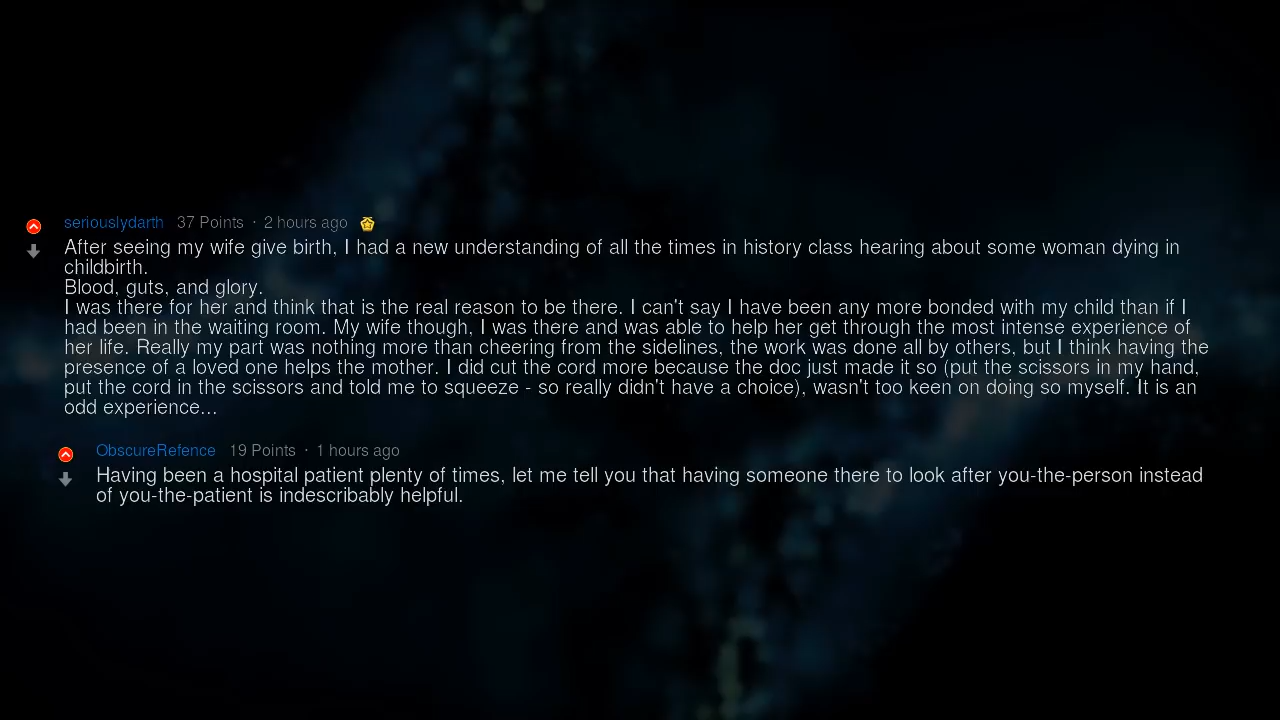 seriouslydarth 37 Points · 2 hours ago
After seeing my wife give birth, I had a new understanding of all the times in history class hearing about some woman dying in
childbirth.
Blood, guts, and glory.
I was there for her and think that is the real reason to be there. I can't say I have been any more bonded with my child than if I
had been in the waiting room. My wife though, I was there and was able to help her get through the most intense experience of
her life. Really my part was nothing more than cheering from the sidelines, the work was done all by others, but I think having the
presence of a loved one helps the mother. I did cut the cord more because the doc just made it so (put the scissors in my hand,
put the cord in the scissors and told me to squeeze - so really didn't have a choice), wasn't too keen on doing so myself. It is an
odd experience...
ObscureRefence 19 Points · 1 hours ago
Having been a hospital patient plenty of times, let me tell you that having someone there to look after you-the-person instead
of you-the-patient is indescribably helpful.